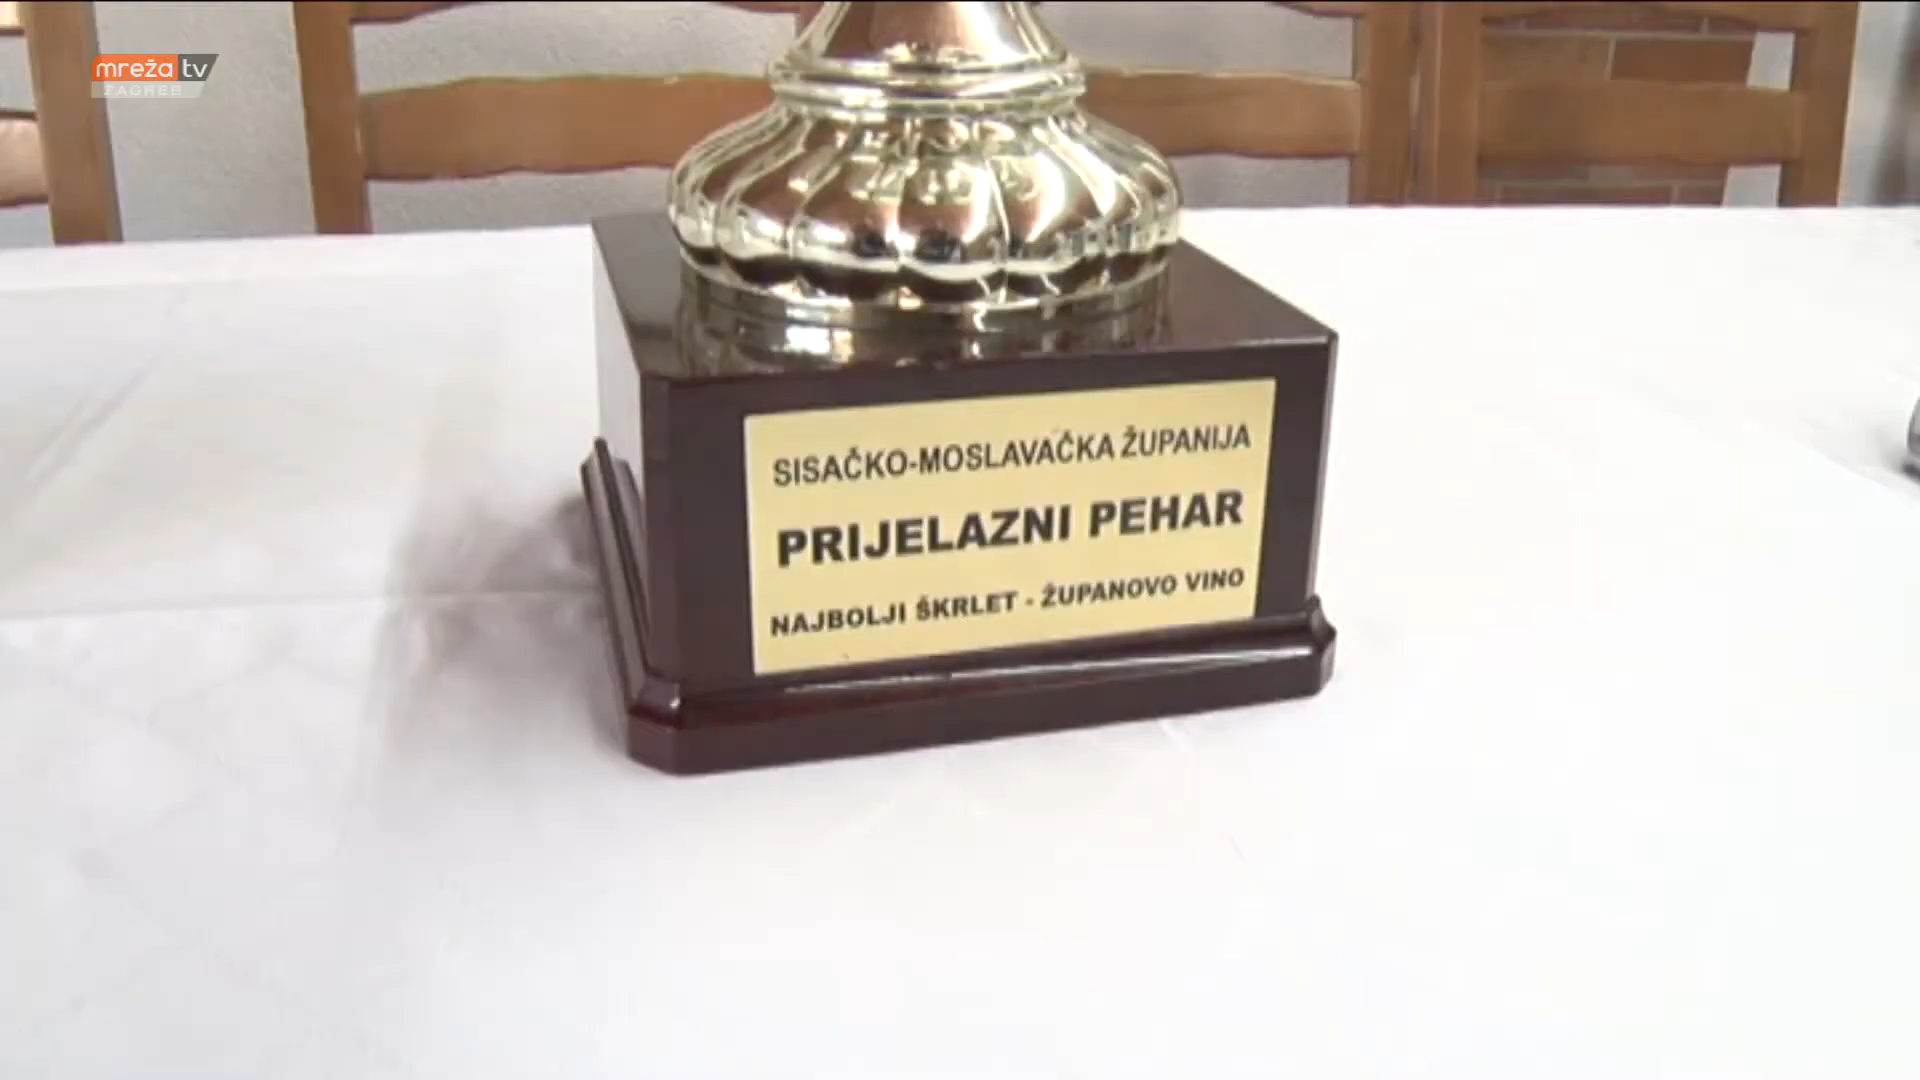 mreža tv
ZAGREB
SISAČKO-MOSLAVAČKA ŽUPANIJA
PRIJELAZNI PEHAR
NAJBOLJI ŠKRLET - ŽUPANOVO VINO